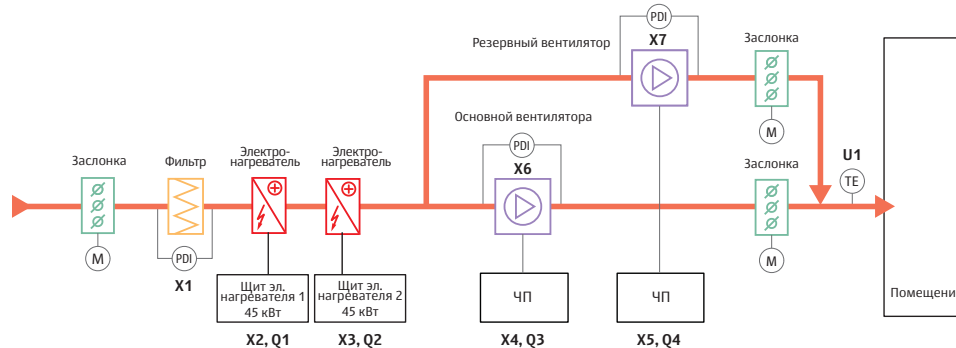 PDI
X7
Резервный вентилятор
Заслонка
M
Основной вентилятора
PDI
X6
Заслонка
Фильтр
Электро-
нагреватель
Электро-
нагреватель
Заслонка
U1
TE
M
PDI
X1
M
Щит эл.
нагревателя 1
45 кВт
Щит эл.
нагревателя 2
45 кВт
ЧП
ЧП
Помещени
X2, Q1
X3, Q2
X4, Q3
X5, Q4